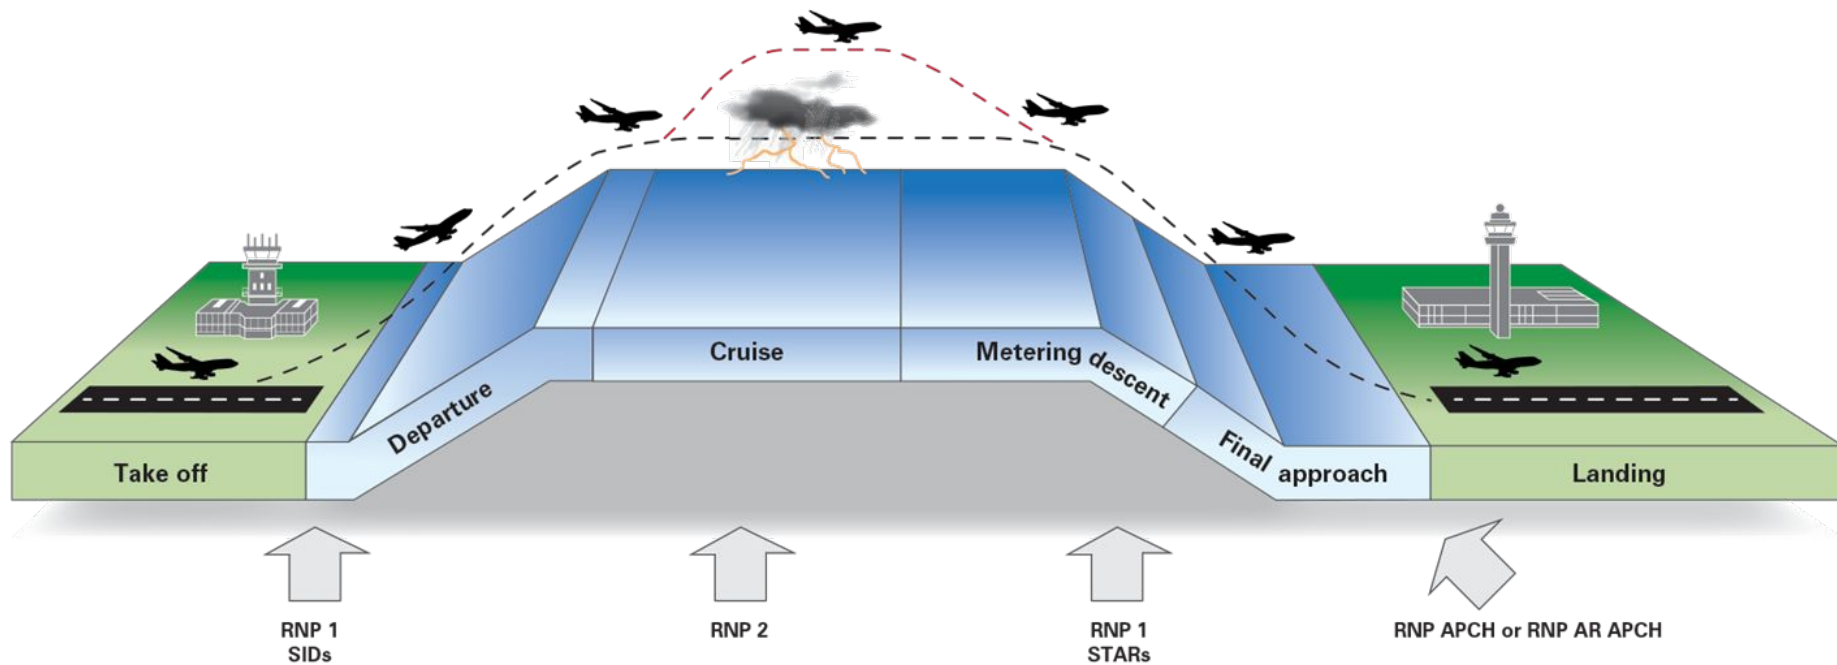 Take off
Departure
Cruise
Metering descent
Final approach
Landing
RNP 1
SIDs
RNP 2
RNP 1
STARs
RNP APCH or RNP AR APCH